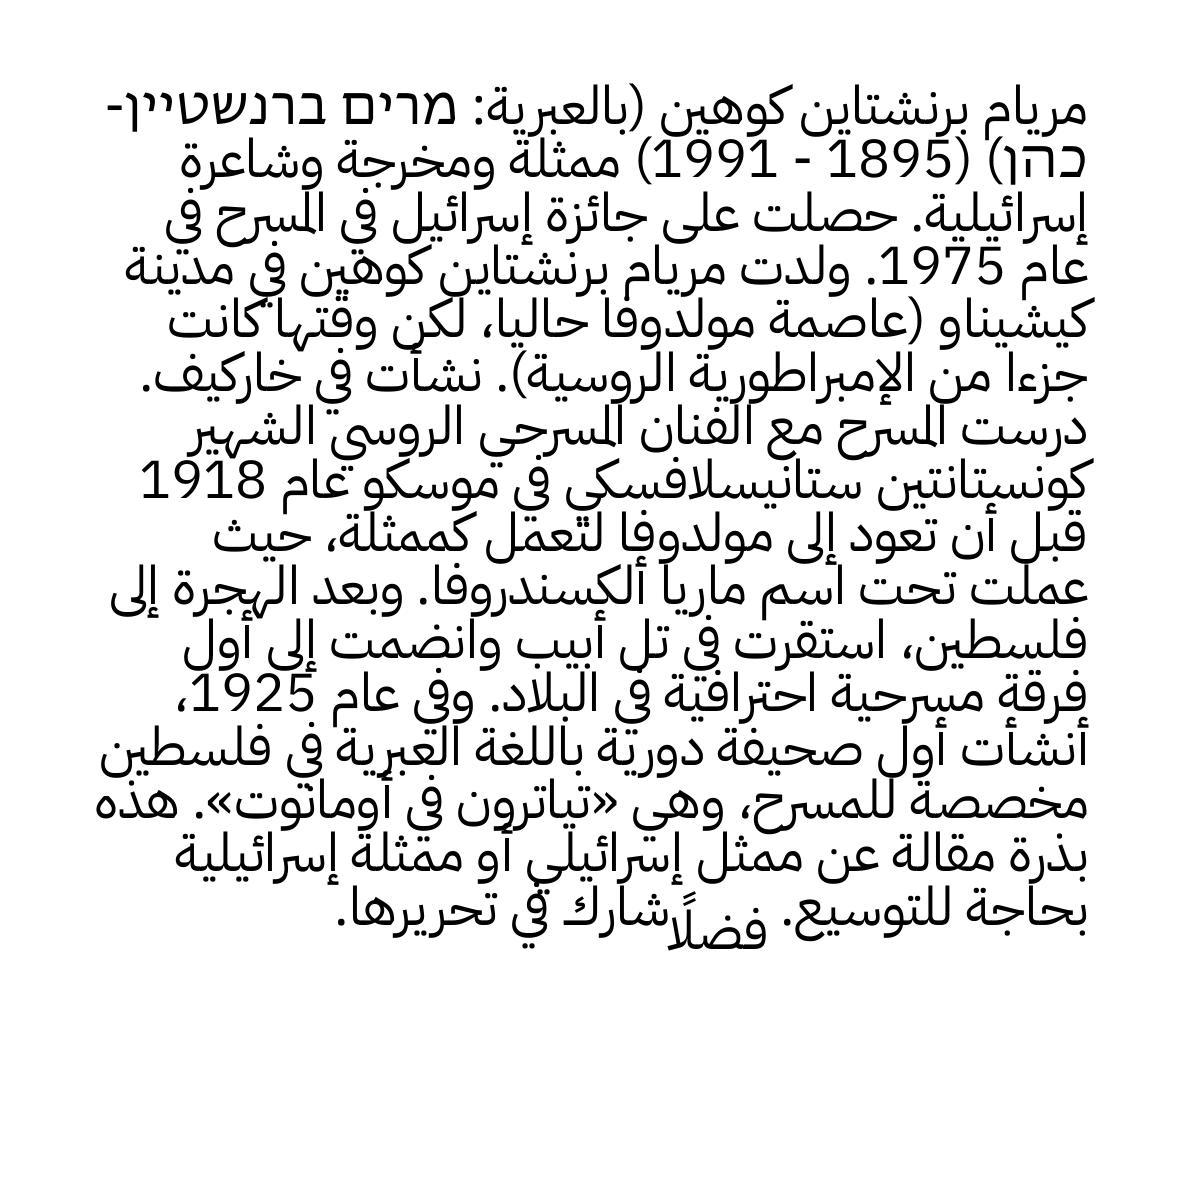 مريام برنشتاين كوهين (بالعبرية: מרים ברנשטיין-
כהן) (1895 - 1991) ممثلة ومخرجة وشاعرة
إسرائيلية. حصلت على جائزة إسرائيل في المسرح في
عام 1975. ولدت مريام برنشتاين كوهين في مدينة
كيشيناو (عاصمة مولدوفا حاليا، لكن وقتها كانت
جزءا من الإمبراطورية الروسية). نشأت في خاركيف.
درست المسرح مع الفنان المسرحي الروسي الشهير
كونستانتين ستانيسلافسكي في موسكو عام 1918
قبل أن تعود إلى مولدوفا لتعمل كممثلة، حيث
عملت تحت اسم ماريا ألكسندروفا. وبعد الهجرة إلى
فلسطين، استقرت في تل أبيب وانضمت إلى أول
فرقة مسرحية احترافية في البلاد. وفي عام 1925،
أنشأت أول صحيفة دورية باللغة العبرية في فلسطين
مخصصة للمسرح، وهي «تياترون في أومانوت». هذه
بذرة مقالة عن ممثل إسرائيلي أو ممثلة إسرائيلية
بحاجة للتوسيع. فضلًا شارك في تحريرها.